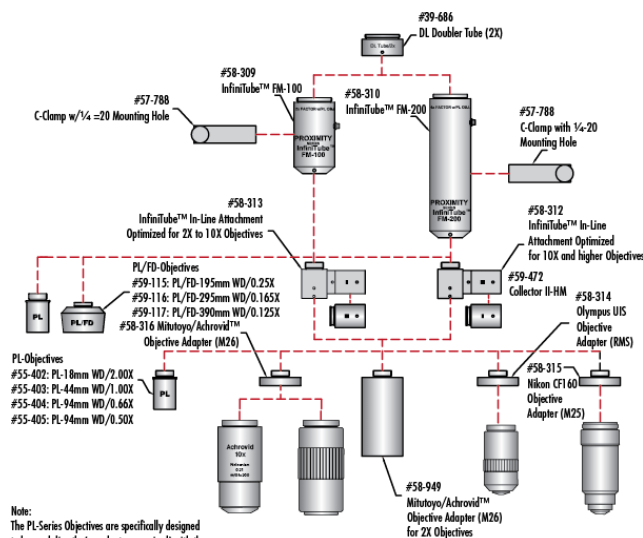 #39-686
DL Doubler Tube (2X)
DL Tube/2x
#58-309
InfiniTube™ FM-100
#58-310
InfiniTube™ FM-200
#57-788
C-Clamp w/¼ =20 Mounting Hole
#57-788
C-Clamp with ¼-20
Mounting Hole
PROXIMITY
InfiniTube™
FM-100
PROXIMITY
InfiniTube™
FM-200
#58-313
InfiniTube™ In-Line Attachment
Optimized for 2X to 10X Objectives
#58-312
InfiniTube™ In-Line
Attachment Optimized
for 10X and higher Objectives
#59-472
Collector II-HM
PL
PL/FD
PL/FD-Objectives
#59-115: PL/FD-195mm WD/0.25X
#59-116: PL/FD-295mm WD/0.165X
#59-117: PL/FD-390mm WD/0.125X
#58-316 Mitutoyo/Achrovid™
Objective Adapter (M26)
#58-314
Olympus UIS
Objective
Adapter (RMS)
#58-315
Nikon CF160
Objective
Adapter (M25)
PL-Objectives
#55-402: PL-18mm WD/2.00X
#55-403: PL-44mm WD/1.00X
#55-404: PL-94mm WD/0.66X
#55-405: PL-94mm WD/0.50X
PL
Achrovid
10x
#58-949
Mitutoyo/Achrovid™
Objective Adapter (M26)
for 2X Objectives
Note:
The PL-Series Objectives are specifically designed